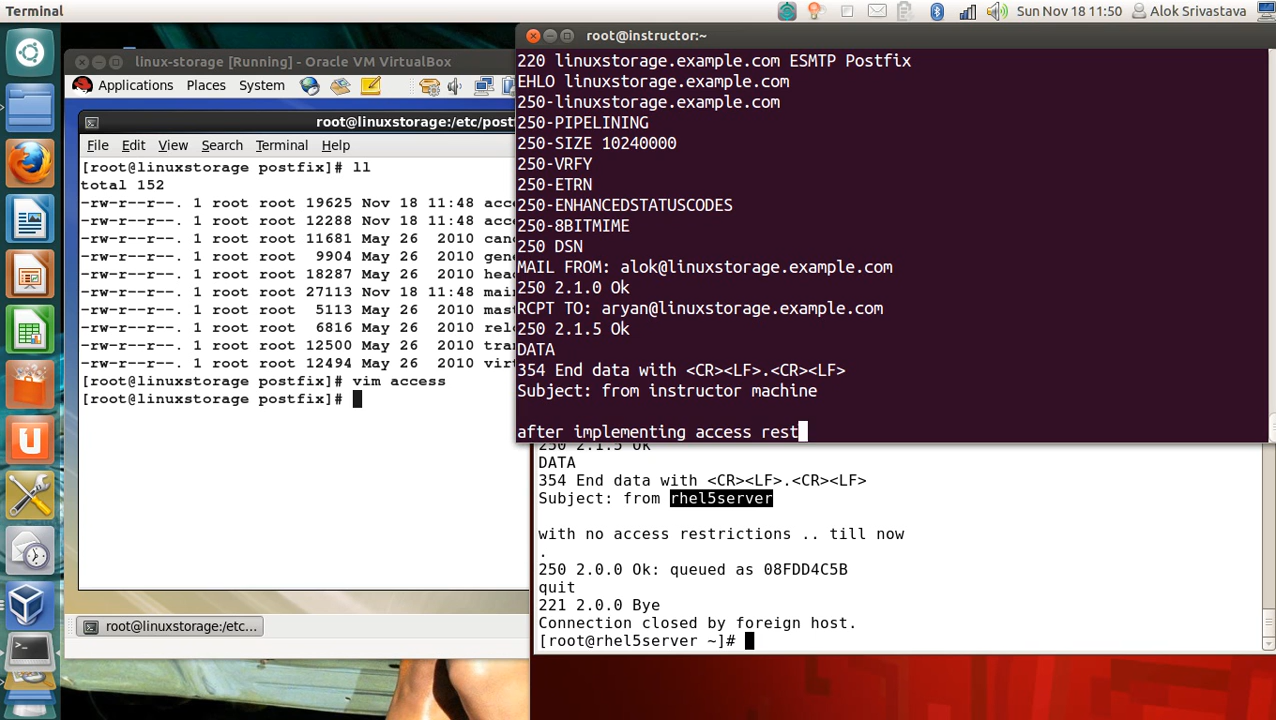 Terminal
Sun Nov 18 11:50
Alok Srivastava
linux-storage [Running] - Oracle VM VirtualBox
Applications Places System
root@linuxstorage:/etc/post
File Edit View Search Terminal Help
[root@linuxstorage postfix]# ll
total 152
-rw-r--r--. 1 root root 19625 Nov 18 11:48 acc
-rw-r--r--. 1 root root 12288 Nov 18 11:48 acc
-rw-r--r--. 1 root root 11681 May 26  2010 can
-rw-r--r--. 1 root root  9904 May 26  2010 gen
-rw-r--r--. 1 root root 18287 May 26  2010 hea
-rw-r--r--. 1 root root 27113 Nov 18 11:48 mai
-rw-r--r--. 1 root root  5113 May 26  2010 mas
-rw-r--r--. 1 root root  6816 May 26  2010 rel
-rw-r--r--. 1 root root 12500 May 26  2010 tra
-rw-r--r--. 1 root root 12494 May 26  2010 vir
[root@linuxstorage postfix]# vim access
[root@linuxstorage postfix]#
root@linuxstorage:/etc...
root@instructor:~
220 linuxstorage.example.com ESMTP Postfix
EHLO linuxstorage.example.com
250-linuxstorage.example.com
250-PIPELINING
250-SIZE 10240000
250-VRFY
250-ETRN
250-ENHANCEDSTATUSCODES
250-8BITMIME
250 DSN
MAIL FROM: alok@linuxstorage.example.com
250 2.1.0 Ok
RCPT TO: aryan@linuxstorage.example.com
250 2.1.5 Ok
DATA
354 End data with <CR><LF>.<CR><LF>
Subject: from instructor machine
after implementing access rest
250 2.1.5 Ok
DATA
354 End data with <CR><LF>.<CR><LF>
Subject: from rhel5server
with no access restrictions .. till now
.
250 2.0.0 Ok: queued as 08FDD4C5B
quit
221 2.0.0 Bye
Connection closed by foreign host.
[root@rhel5server ~]#